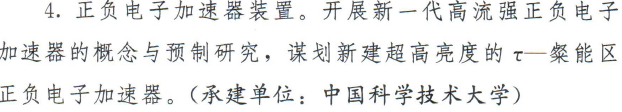 4. 正负电子加速器装置。开展新一代高流强正负电子
加速器的概念与预制研究，谋划新建超高亮度的 τ—粲能区
正负电子加速器。（承建单位：中国科学技术大学）